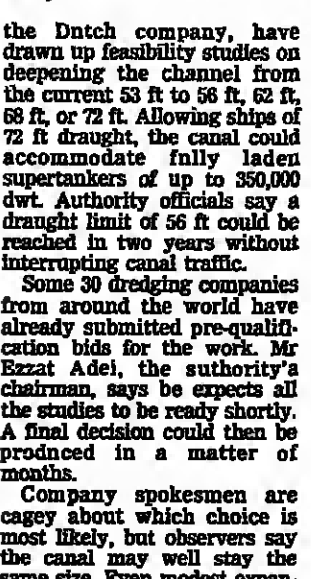 the Dntch company, have
drawn up feasibility studies on
deepening the channel from
the current 53 ft to 56 ft, 62 ft,
68 ft, or 72 ft. Allowing ships of
72 ft draught, the canal could
accommodate fnlly laden
supertankers of up to 350,000
dwt. Authority officials say a
draught limit of 56 ft could be
reached in two years without
interrupting canal traffic.
Some 30 dredging companies
from around the world have
already submitted pre-qualifi-
cation bids for the work. Mr
Ezzat Adei, the suthority'a
chairman, says be expects all
the studies to be ready shortly.
A final decision could then be
prodnced in a matter of
months.
Company spokesmen are
cagey about which choice is
most likely, but observers say
the canal may well stay the
same size. Even modest expan-